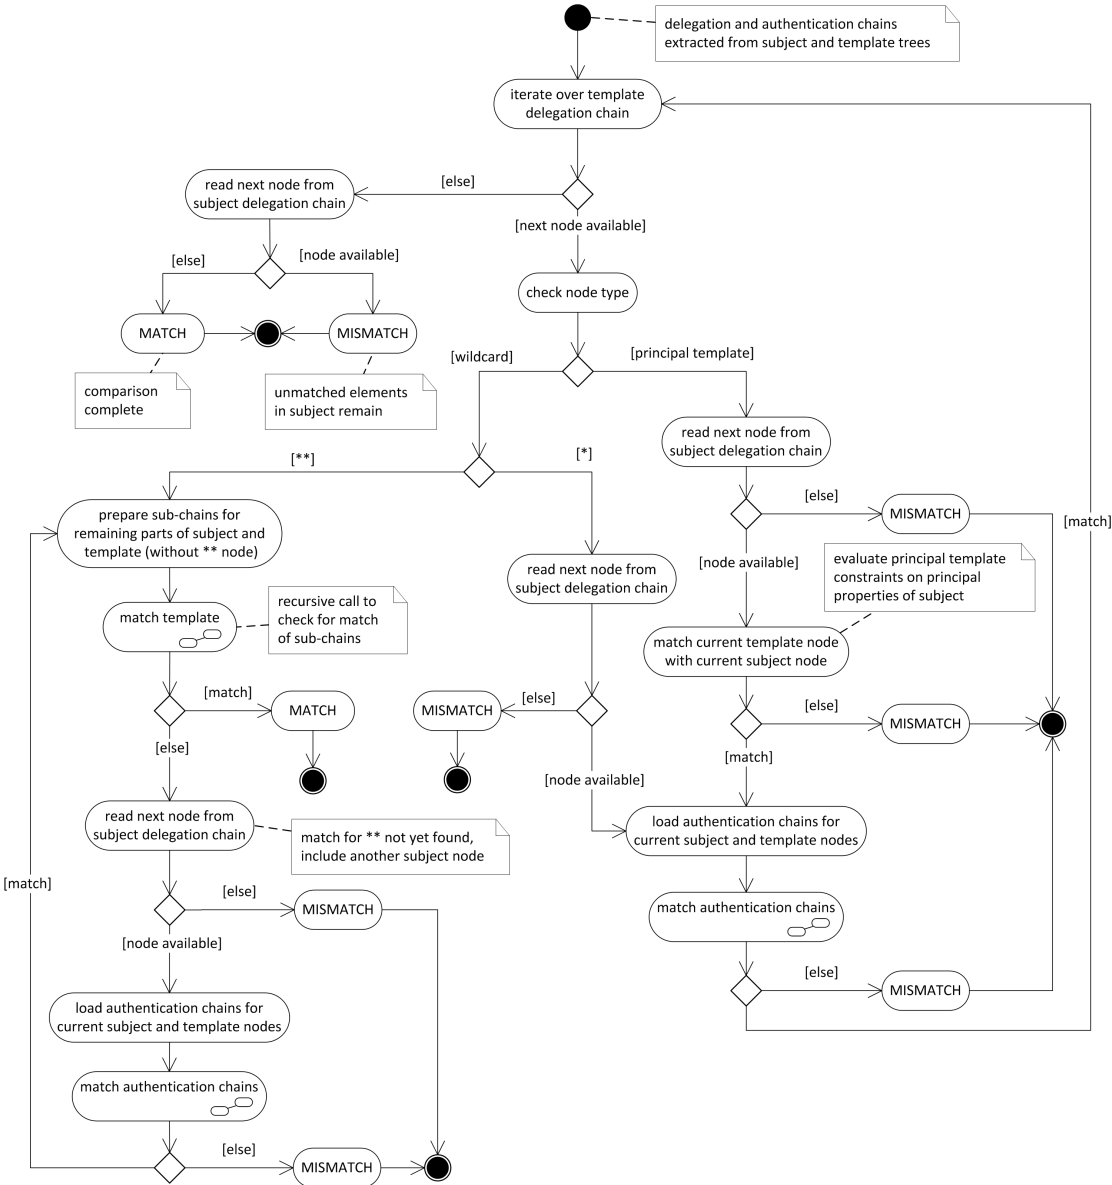 delegation and authentication chains
extracted from subject and template trees
iterate over template
delegation chain
read next node from
subject delegation chain
[else]
[next node available]
[else]
[node available]
check node type
MATCH
MISMATCH
[wildcard]
[principal template]
comparison
complete
unmatched elements
in subject remain
read next node from
subject delegation chain
[**]
[*]
[else]
MISMATCH
[match]
prepare sub-chains for
remaining parts of subject and
template (without ** node)
[node available]
evaluate principal template
constraints on principal
properties of subject
read next node from
subject delegation chain
match template
recursive call to
check for match
of sub-chains
match current template node
with current subject node
[match]
MATCH
MISMATCH
[else]
[else]
MISMATCH
[else]
[match]
[node available]
read next node from
subject delegation chain
match for ** not yet found,
include another subject node
load authentication chains for
current subject and template nodes
[match]
[else]
MISMATCH
match authentication chains
[node available]
[else]
MISMATCH
load authentication chains for
current subject and template nodes
match authentication chains
[else]
MISMATCH